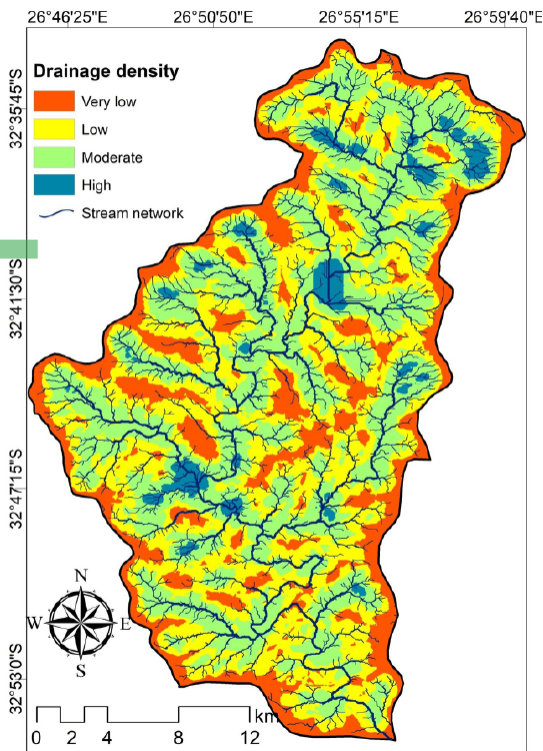 26°46'25"E 26°50'50"E 26°55'15"E 26°59'40"E
Drainage density
Very low
Low
Moderate
High
Stream network
32°35'45"S
32°41'30"S
32°47'15"S
32°53'0"S
N
W E
S
0 2 4 8 12 km